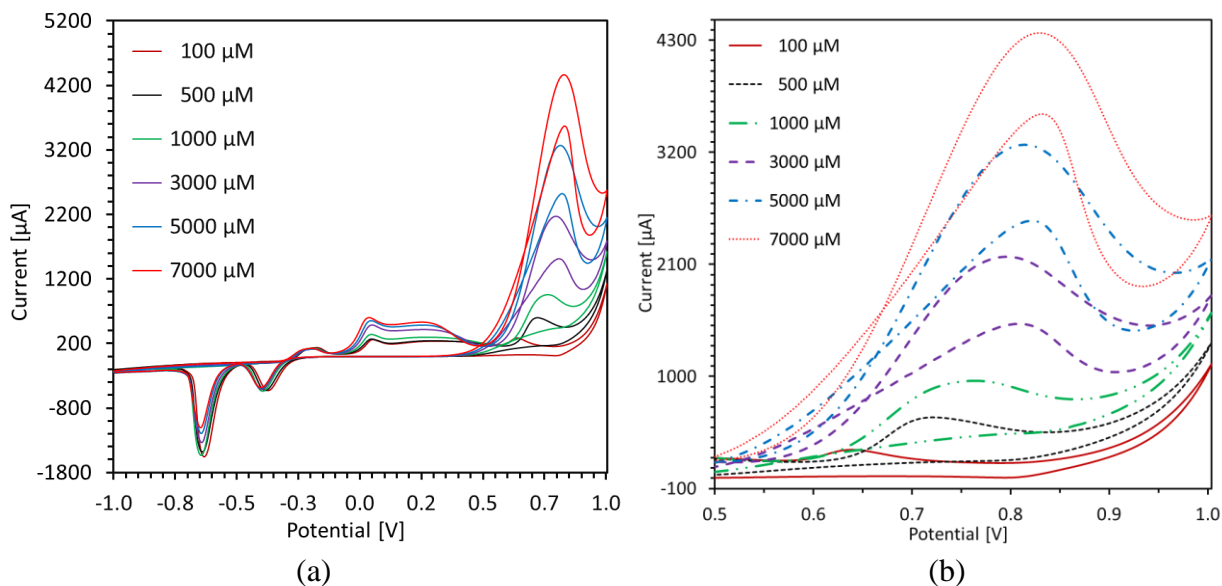 5200
4200
3200
2200
1200
200
-800
-1800
Current [µA]
100 µM
500 µM
1000 µM
3000 µM
5000 µM
7000 µM
-1.0 -0.7 -0.5 -0.3 0.0 0.2 0.5 0.7 1.0
Potential [V]
(a)
4300
3200
2100
1000
-100
Current [µA]
100 µM
500 µM
1000 µM
3000 µM
5000 µM
7000 µM
0.5 0.6 0.7 0.8 0.9 1.0
Potential [V]
(b)